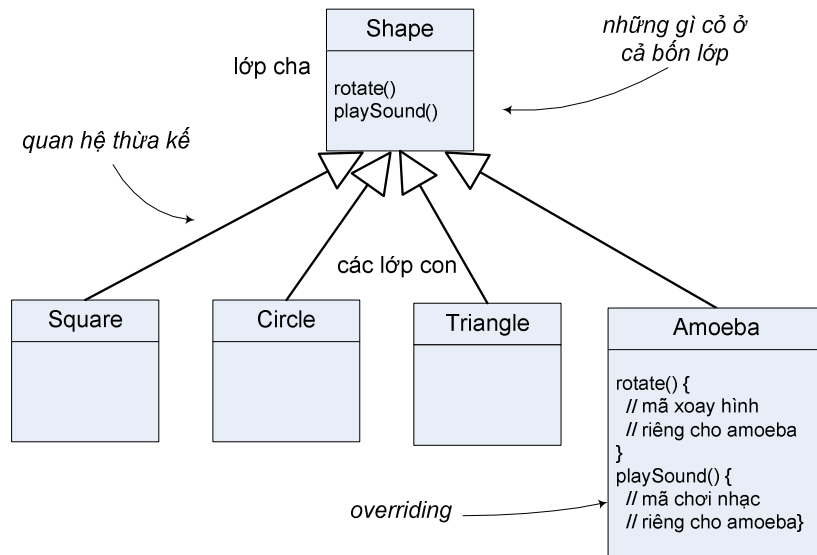 Shape
những gì cỏ ở
cả bốn lớp
lớp cha
rotate()
playSound()
quan hệ thừa kế
các lớp con
Square
Circle
Triangle
Amoeba
rotate() {
// mã xoay hình
// riêng cho amoeba
}
playSound() {
// mã chơi nhạc
// riêng cho amoeba}
overriding